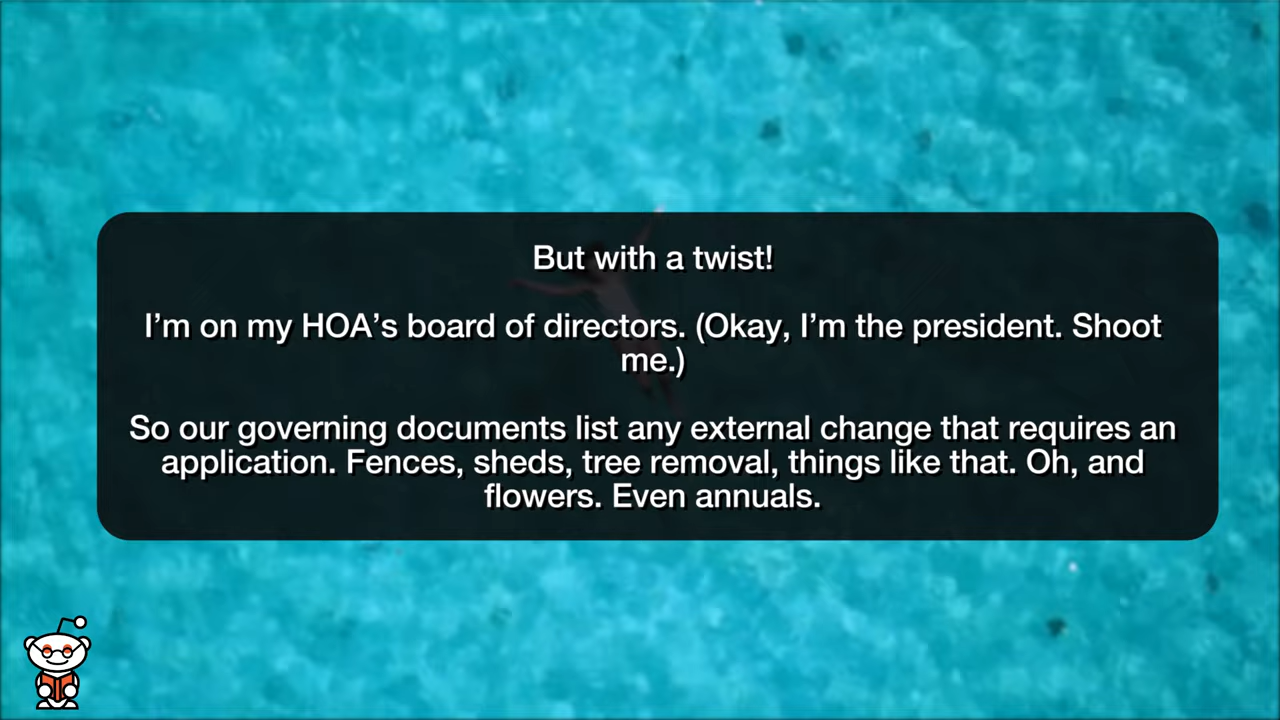 But with a twist!
I'm on my HOA's board of directors. (Okay, I'm the president. Shoot
me.)
So our governing documents list any external change that requires an
application. Fences, sheds, tree removal, things like that. Oh, and
flowers. Even annuals.